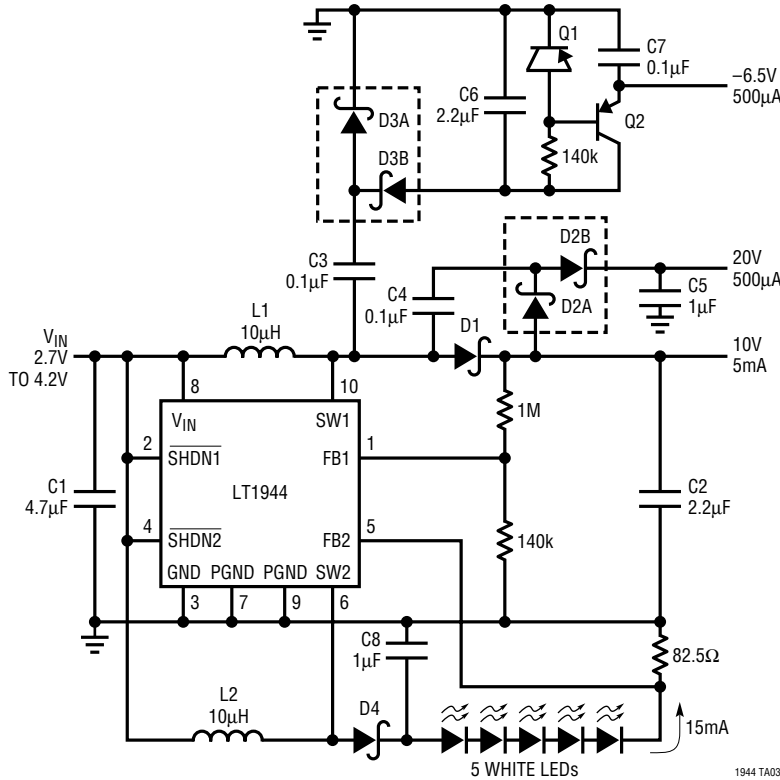 Q1
C7
0.1µF
–6.5V
500µA
C6
2.2µF
Q2
D3A
D3B
140k
C3
0.1µF
D2B
20V
500µA
C4
0.1µF
D2A
C5
1µF
L1
10µH
D1
VIN
2.7V
TO 4.2V
10V
5mA
8
10
1M
VIN
SW1
2
SHDN1
FB1
1
C1
4.7µF
LT1944
C2
2.2µF
4
SHDN2
FB2
5
140k
GND
PGND
PGND
SW2
3
7
9
6
C8
1µF
82.5Ω
L2
10µH
D4
15mA
5 WHITE LEDs
1944 TA03